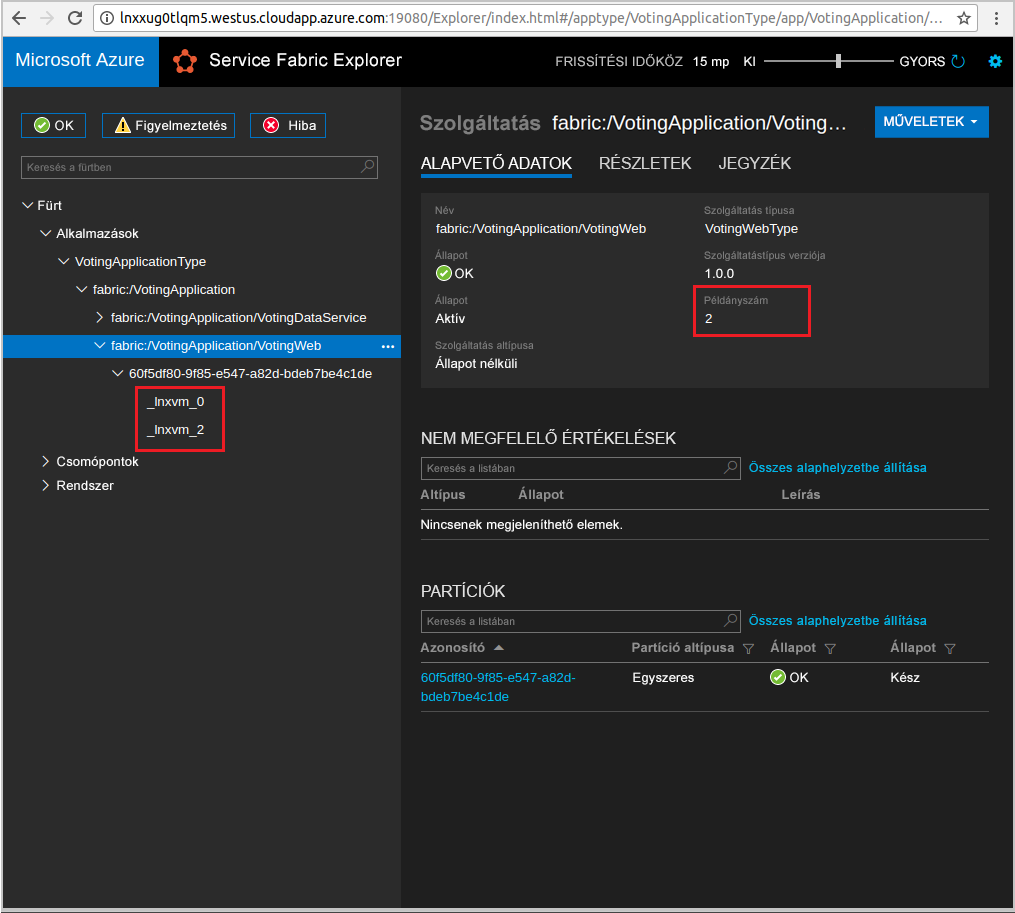 lnxxug0tlqm5.westus.cloudapp.azure.com:19080/Explorer/index.html#/apptype/VotingApplicationType/app/VotingApplication/...
Microsoft Azure
Service Fabric Explorer
FRISSÍTÉSI IDŐKÖZ 15 mp KI GYORS
OK
Figyelmeztetés
Hiba
Keresés a fürtben
Fürt
Alkalmazások
VotingApplicationType
fabric:/VotingApplication
fabric:/VotingApplication/VotingDataService
fabric:/VotingApplication/VotingWeb
60f5df80-9f85-e547-a82d-bdeb7be4c1de
_lnxvm_0
_lnxvm_2
Csomópontok
Rendszer
Szolgáltatás fabric:/VotingApplication/Voting...
MŰVELETEK
ALAPVETŐ ADATOK RÉSZLETEK JEGYZÉK
Név
fabric:/VotingApplication/VotingWeb
Szolgáltatás típusa
VotingWebType
Állapot
OK
Szolgáltatástípus verziója
1.0.0
Állapot
Aktív
Példányszám
2
Szolgáltatás altípusa
Állapot nélküli
NEM MEGFELELŐ ÉRTÉKELÉSEK
Keresés a listában
Összes alaphelyzetbe állítása
Altípus Állapot Leírás
Nincsenek megjeleníthető elemek.
PARTÍCIÓK
Keresés a listában
Összes alaphelyzetbe állítása
Azonosító Partíció altípusa Állapot Állapot
60f5df80-9f85-e547-a82d- Egyszeres OK Kész
bdeb7be4c1de